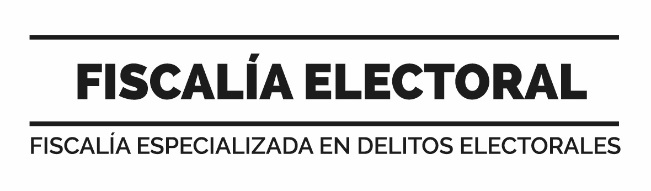 FISCALÍA ELECTORAL
FISCALÍA ESPECIALIZADA EN DELITOS ELECTORALES